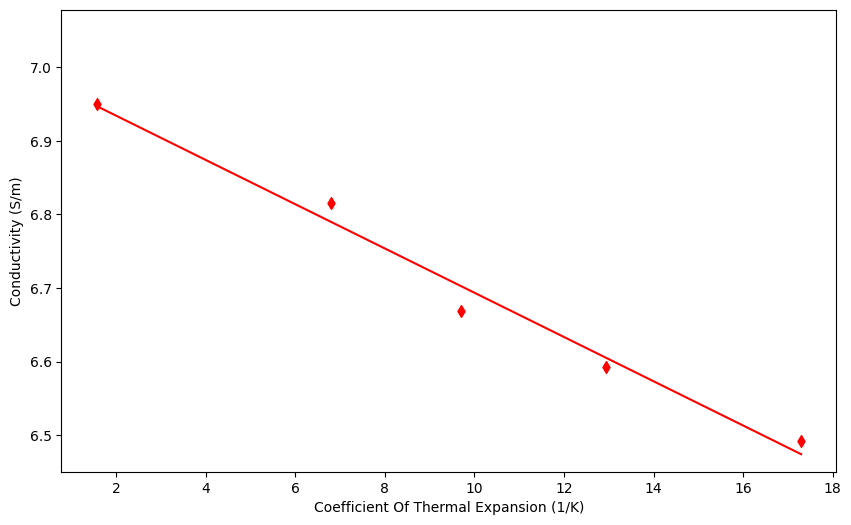 7.0
6.9
6.8
6.7
6.6
6.5
Conductivity (S/m)
2 4 6 8 10 12 14 16 18
Coefficient Of Thermal Expansion (1/K)